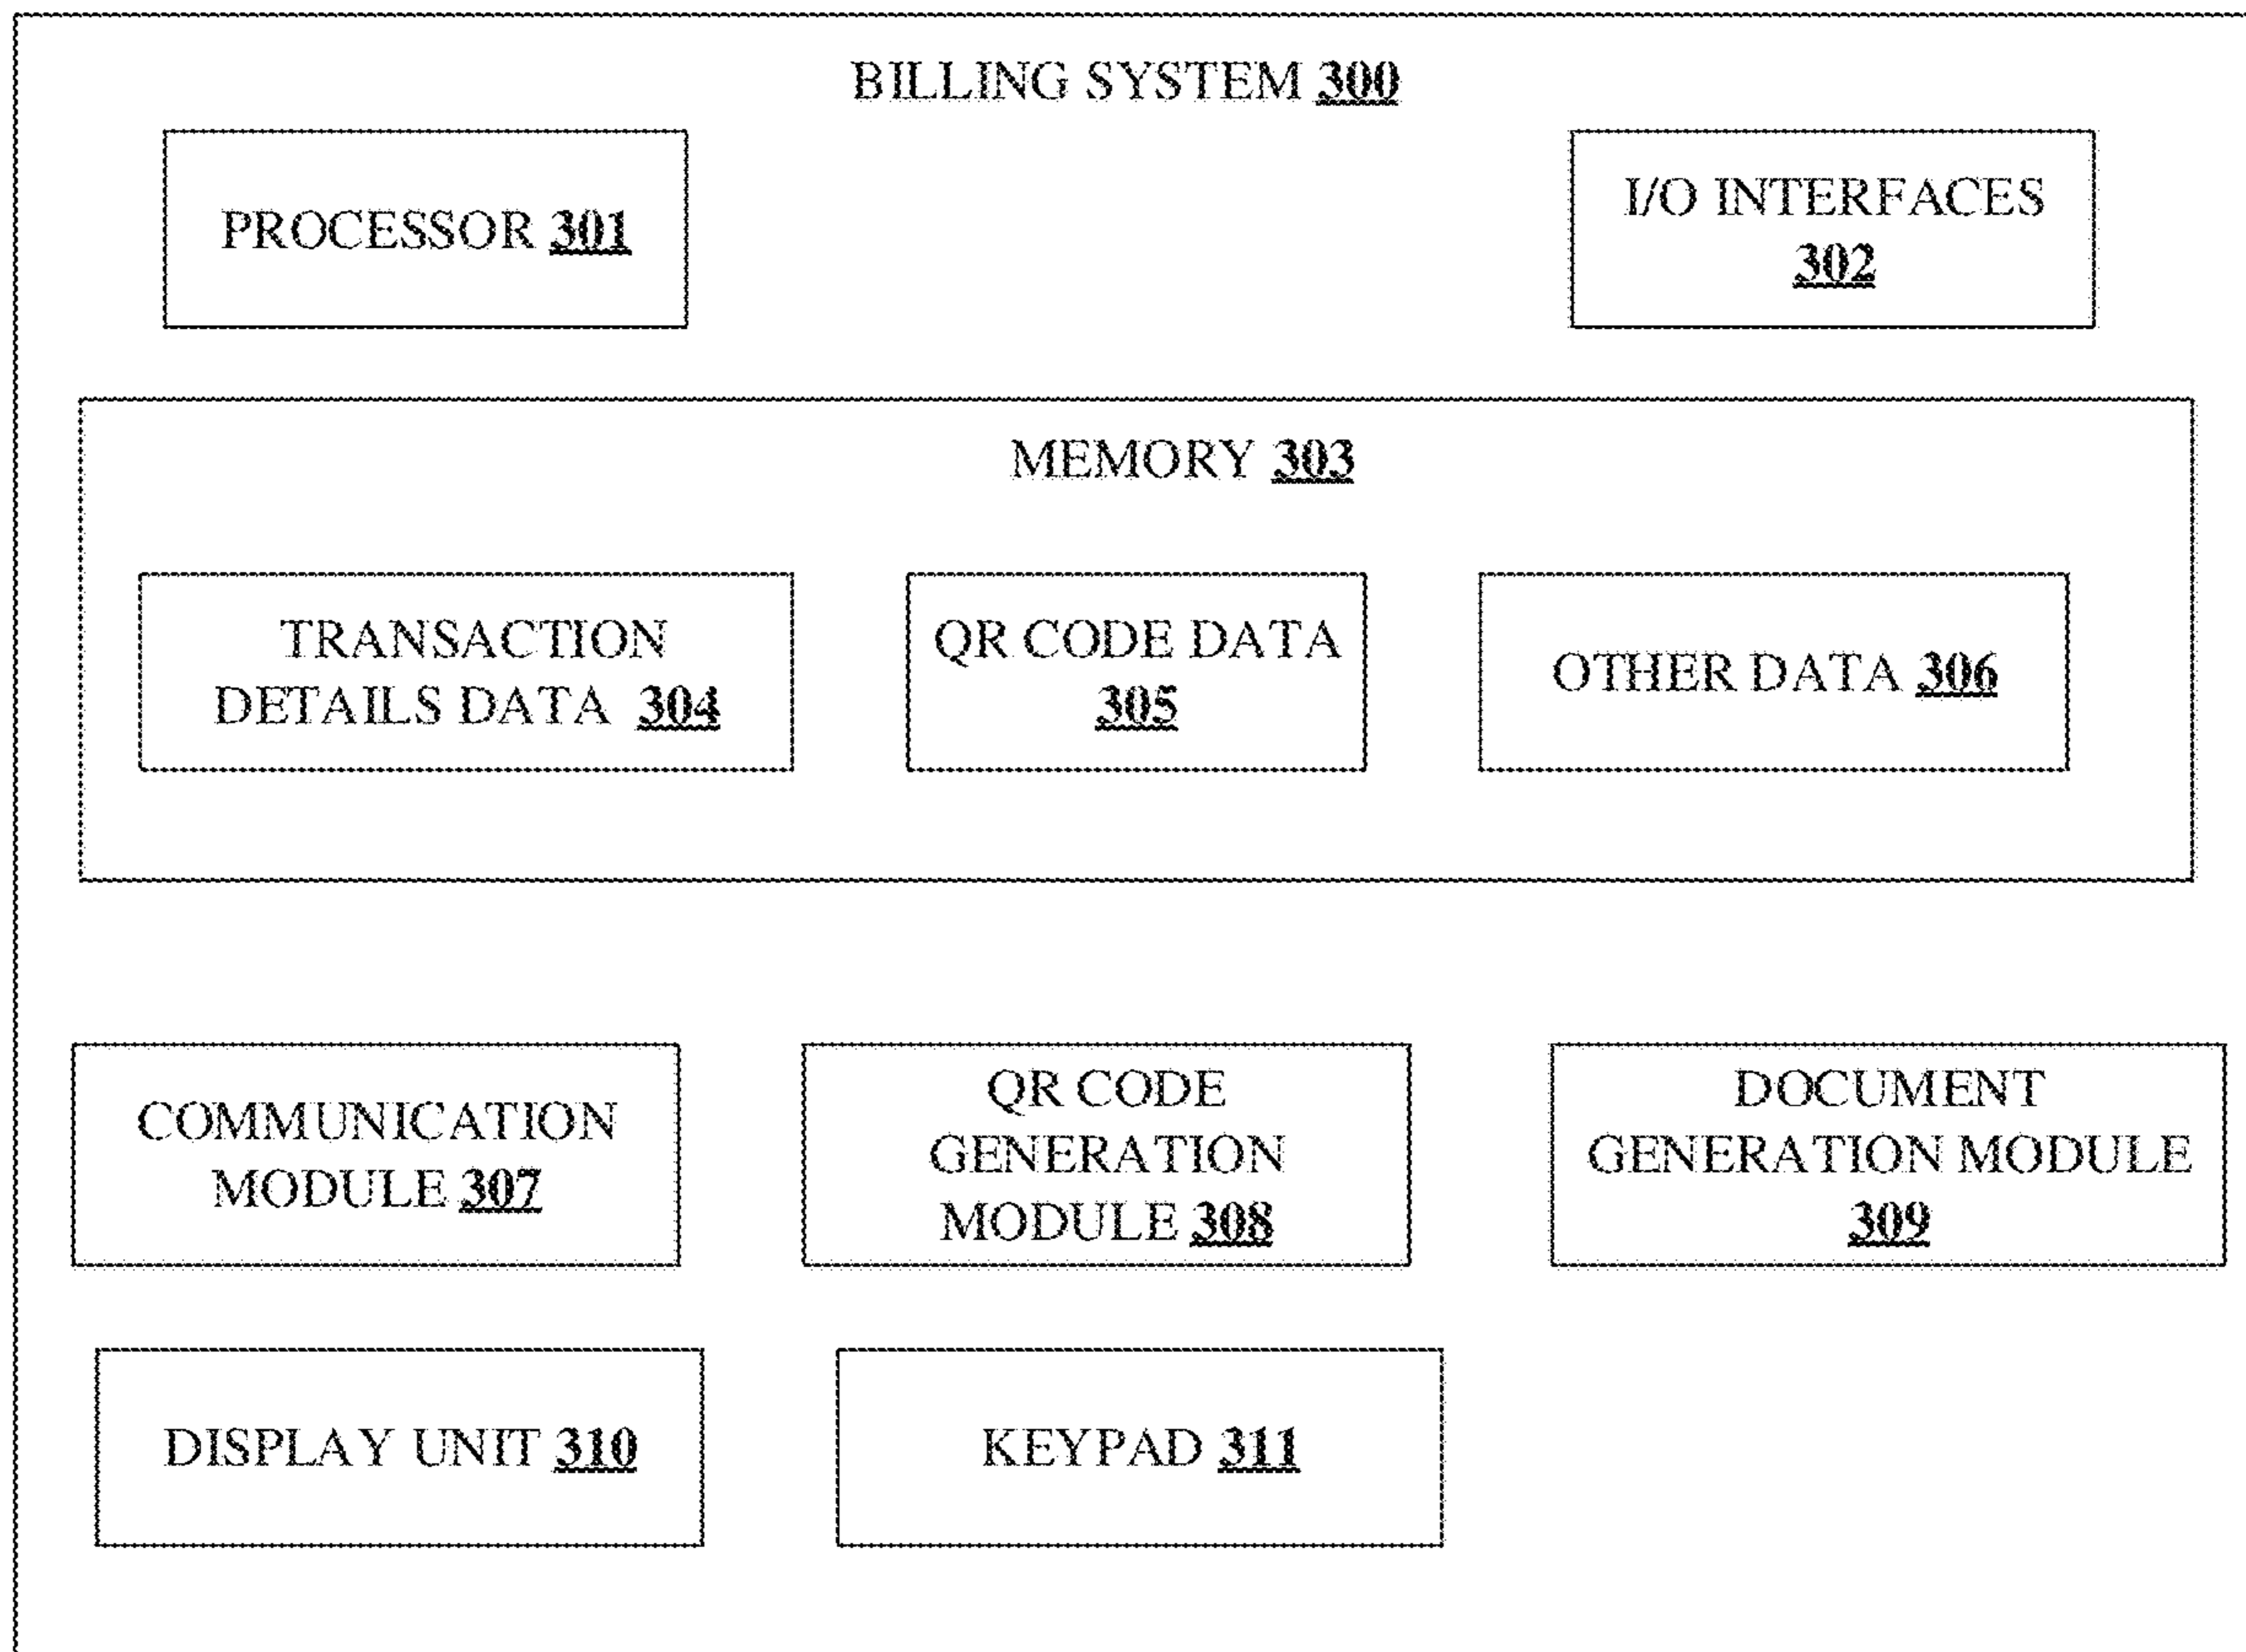 BILLING SYSTEM 300
PROCESSOR 301
I/O INTERFACES
302
MEMORY 303
TRANSACTION
DETAILS DATA 304
QR CODE DATA
305
OTHER DATA 306
COMMUNICATION
MODULE 307
QR CODE
GENERATION
MODULE 308
DOCUMENT
GENERATION MODULE
309
DISPLAY UNIT 310
KEYPAD 311